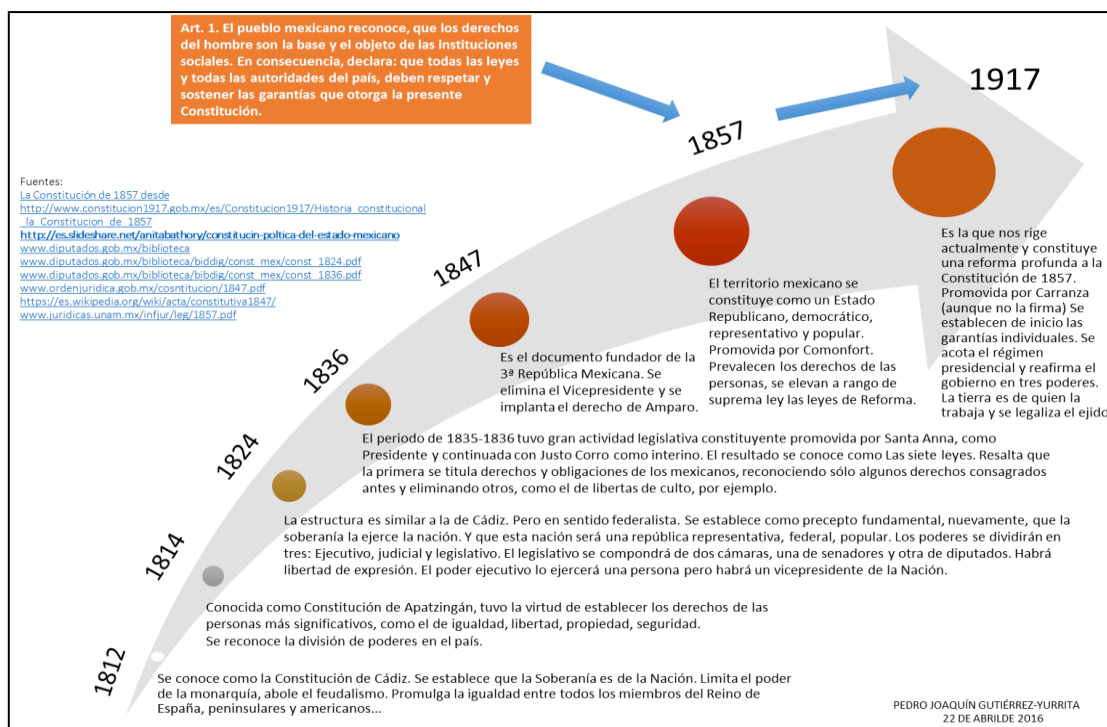 Art. 1. El pueblo mexicano reconoce, que los derechos
del hombre son la base y el objeto de las instituciones
sociales. En consecuencia, declara: que todas las leyes
y todas las autoridades del país, deben respetar y
sostener las garantías que otorga la presente
Constitución.
Fuentes:
La Constitución de 1857 desde
http://www.constitucion1917.gob.mx/es/Constitucion1917/Historia_constitucional
_la_Constitucion_de_1857
http://es.slideshare.net/anitabathory/constitucin-poltica-del-estado-mexicano
www.diputados.gob.mx/biblioteca
www.diputados.gob.mx/biblioteca/biddig/const_mex/const_1824.pdf
www.diputados.gob.mx/biblioteca/bibdig/const_mex/const_1836.pdf
www.ordenjuridica.gob.mx/cosntitucion/1847.pdf
https://es.wikipedia.org/wiki/acta/constitutiva1847/
www.juridicas.unam.mx/infjur/leg/1857.pdf
1917
Es la que nos rige
actualmente y constituye
una reforma profunda a la
Constitución de 1857.
Promovida por Carranza
(aunque no la firma) Se
establecen de inicio las
garantías individuales. Se
acota el régimen
presidencial y reafirma el
gobierno en tres poderes.
La tierra es de quien la
trabaja y se legaliza el ejido
1857
El territorio mexicano se
constituye como un Estado
Republicano, democrático,
representativo y popular.
Promovida por Comonfort.
Prevalecen los derechos de las
personas, se elevan a rango de
suprema ley las leyes de Reforma.
1847
Es el documento fundador de la
3ª República Mexicana. Se
elimina el Vicepresidente y se
implanta el derecho de Amparo.
1836
El periodo de 1835-1836 tuvo gran actividad legislativa constituyente promovida por Santa Anna, como
Presidente y continuada con Justo Corro como interino. El resultado se conoce como Las siete leyes. Resalta que
la primera se titula derechos y obligaciones de los mexicanos, reconociendo sólo algunos derechos consagrados
antes y eliminando otros, como el de libertas de culto, por ejemplo.
1824
La estructura es similar a la de Cádiz. Pero en sentido federalista. Se establece como precepto fundamental, nuevamente, que la
soberanía la ejerce la nación. Y que esta nación será una república representativa, federal, popular. Los poderes se dividirán en
tres: Ejecutivo, judicial y legislativo. El legislativo se compondrá de dos cámaras, una de senadores y otra de diputados. Habrá
libertad de expresión. El poder ejecutivo lo ejercerá una persona pero habrá un vicepresidente de la Nación.
1814
Conocida como Constitución de Apatzingán, tuvo la virtud de establecer los derechos de las
personas más significativos, como el de igualdad, libertad, propiedad, seguridad.
Se reconoce la división de poderes en el país.
1812
Se conoce como la Constitución de Cádiz. Se establece que la Soberanía es de la Nación. Limita el poder
de la monarquía, abole el feudalismo. Promulga la igualdad entre todos los miembros del Reino de
España, peninsulares y americanos...
PEDRO JOAQUÍN GUTIÉRREZ-YURRITA
22 DE ABRILDE 2016